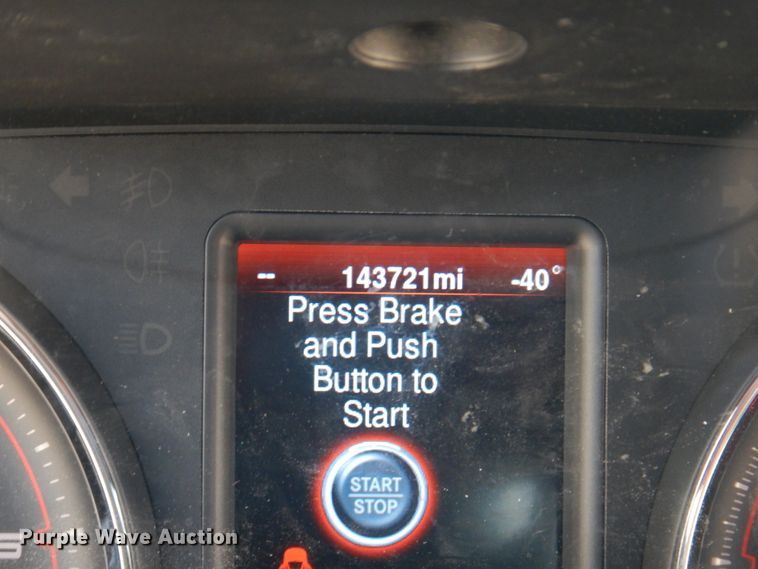 -- 143721mi -40°
Press Brake
and Push
Button to
Start
START
STOP
Purple Wave Auction